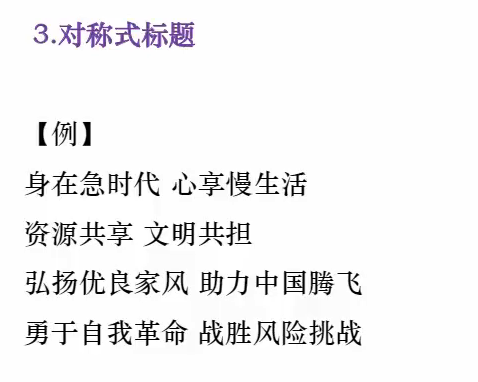 3.对称式标题
【例】
身在急时代 心享慢生活
资源共享 文明共担
弘扬优良家风 助力中国腾飞
勇于自我革命 战胜风险挑战